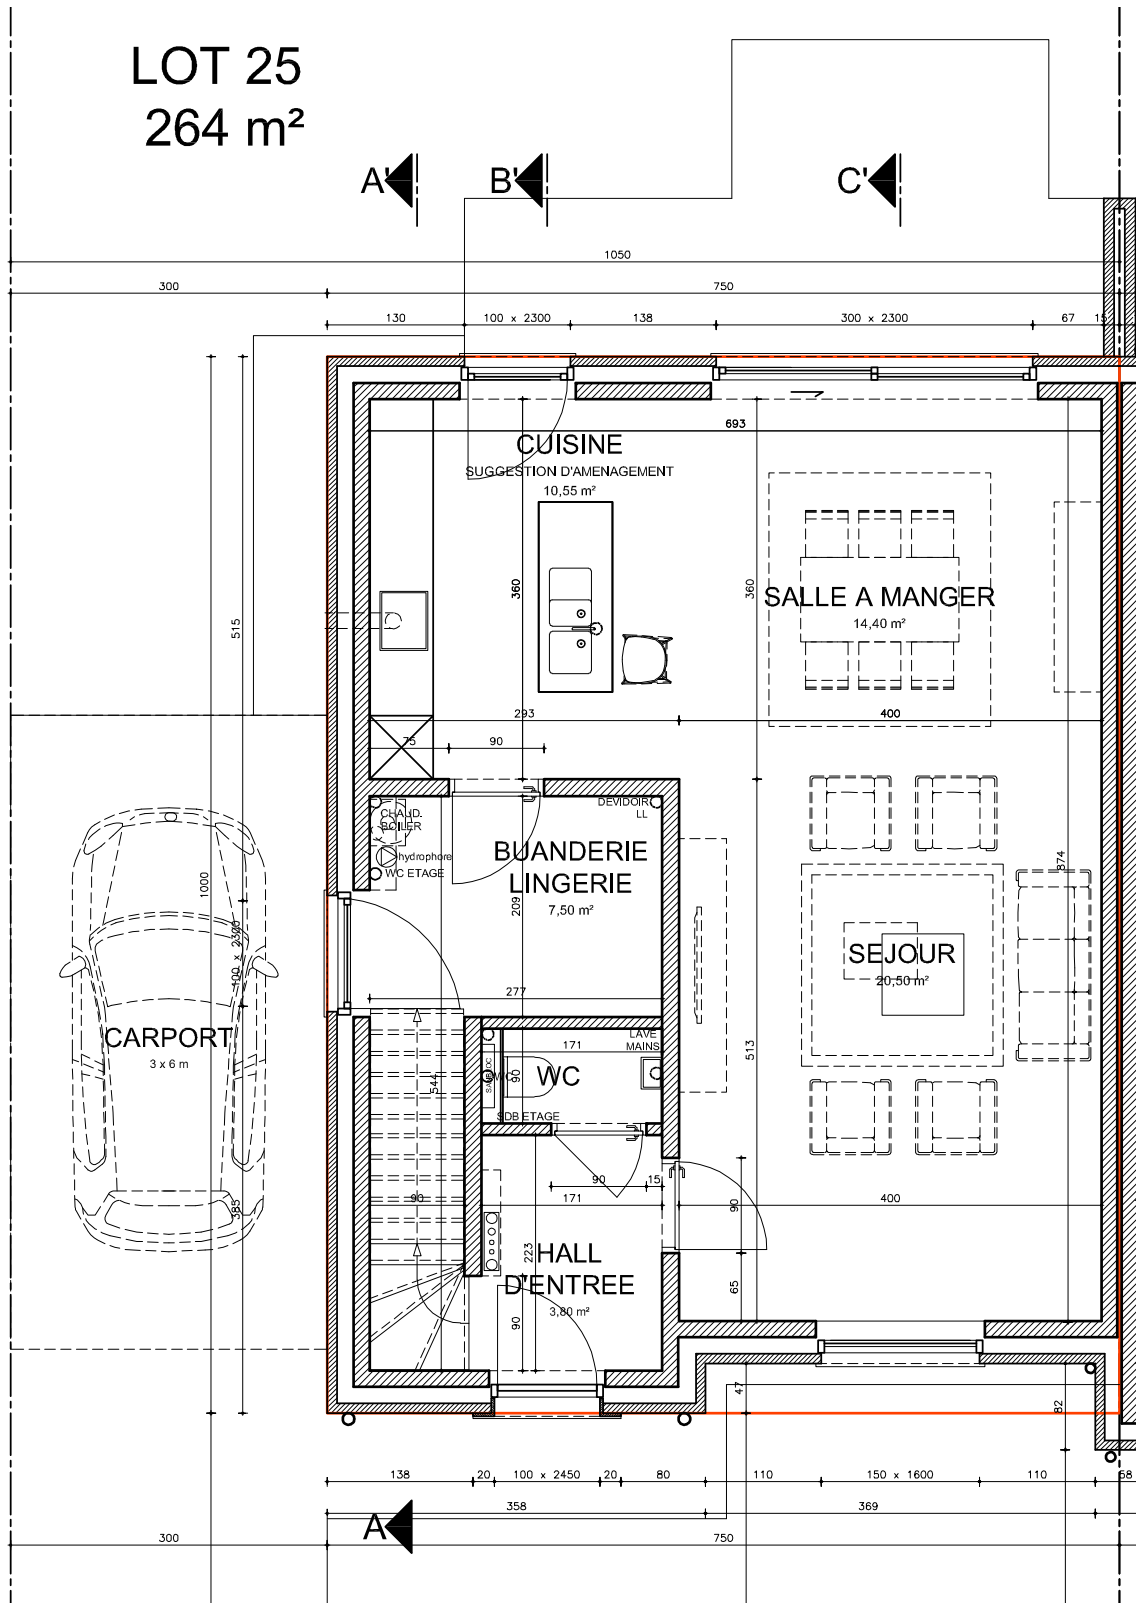 LOT 25
264 m²
A'
B'
C'
1050
300
750
130
100 x 2300
138
300 x 2300
67
15
693
CUISINE
SUGGESTION D'AMENAGEMENT
10,55 m²
360
360
515
SALLE A MANGER
14,40 m²
293
400
75
90
CHAUD.
BOILER
DEVIDOIR
LL
hydrophore
WC ETAGE
BUANDERIE
LINGERIE
7,50 m²
209
874
1000
100 x 2300
SEJOUR
20,50 m²
277
CARPORT
3 x 6 m
LAVE
MAINS
171
513
544
90
WC
SANIBLOC
SDB ETAGE
90
15
90
171
90
400
585
223
HALL
D'ENTREE
3,80 m²
65
90
47
82
138
20
100 x 2450
20
80
110
150 x 1600
110
68
358
369
A
300
750